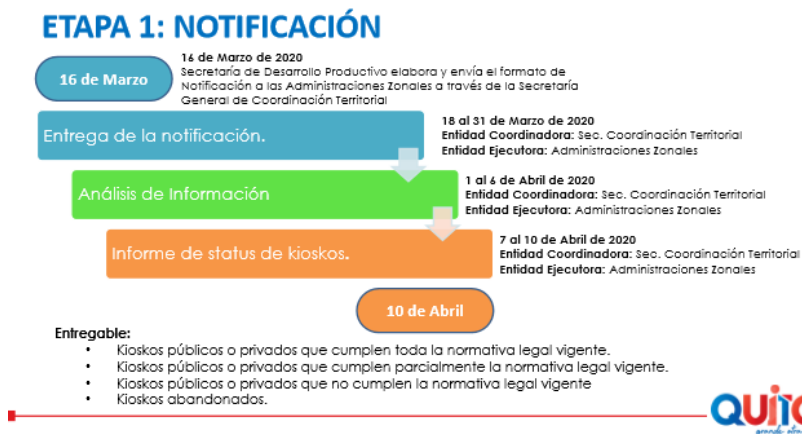 ETAPA 1: NOTIFICACIÓN
16 de Marzo
16 de Marzo de 2020
Secretaría de Desarrollo Productivo elabora y envía el formato de
Notificación a las Administraciones Zonales a través de la Secretaría
General de Coordinación Territorial
Entrega de la notificación.
18 al 31 de Marzo de 2020
Entidad Coordinadora: Sec. Coordinación Territorial
Entidad Ejecutora: Administraciones Zonales
Análisis de Información
1 al 6 de Abril de 2020
Entidad Coordinadora: Sec. Coordinación Territorial
Entidad Ejecutora: Administraciones Zonales
Informe de status de kioskos.
7 al 10 de Abril de 2020
Entidad Coordinadora: Sec. Coordinación Territorial
Entidad Ejecutora: Administraciones Zonales
10 de Abril
Entregable:
• Kioskos públicos o privados que cumplen toda la normativa legal vigente.
• Kioskos públicos o privados que cumplen parcialmente la normativa legal vigente.
• Kioskos públicos o privados que no cumplen la normativa legal vigente
• Kioskos abandonados.
QUITO